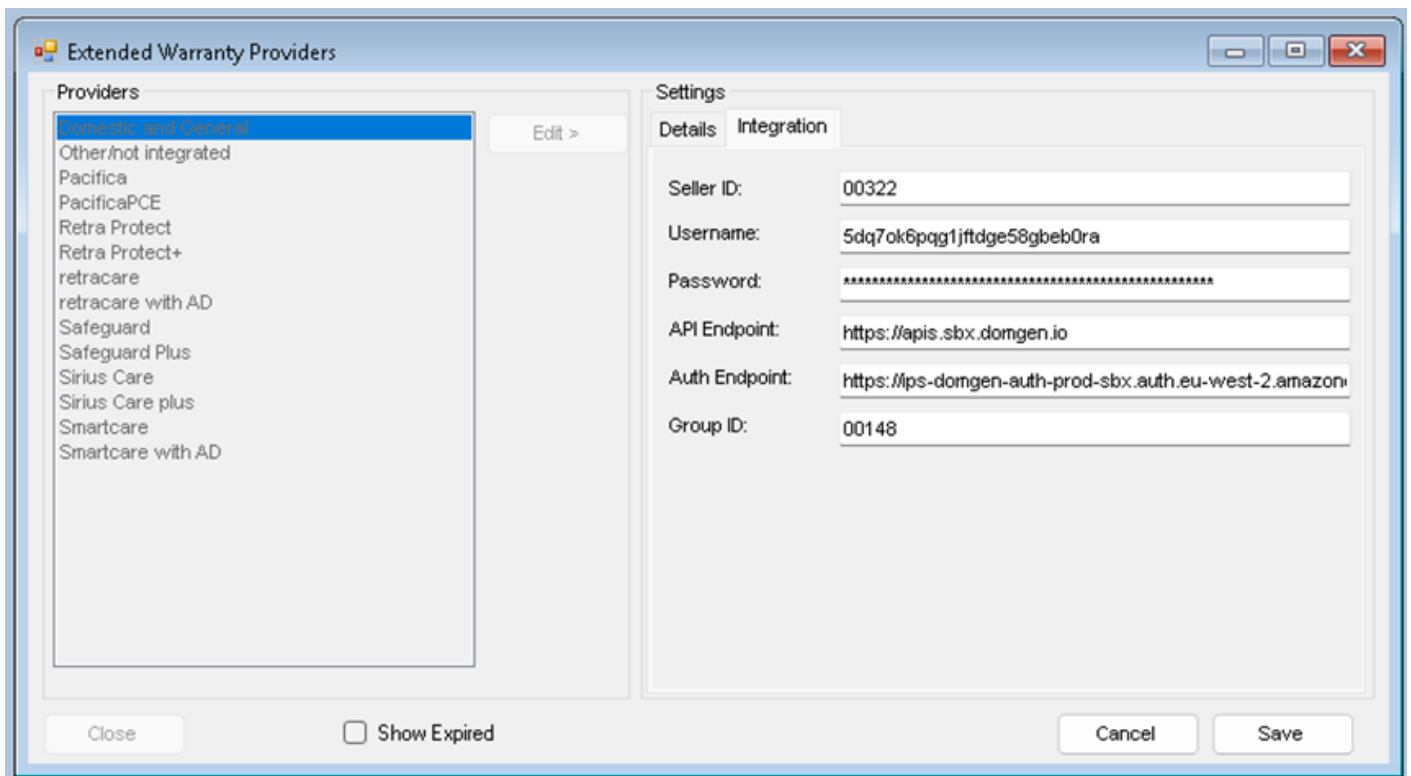 Extended Warranty Providers
Providers
Domestic and General
Other/not integrated
Pacifica
PacificaPCE
Retra Protect
Retra Protect+
retracare
retracare with AD
Safeguard
Safeguard Plus
Sirius Care
Sirius Care plus
Smartcare
Smartcare with AD
Edit >
Close
Show Expired
Settings
Details Integration
Seller ID: 00322
Username: 5dq7ok6pqg1jftdge58gbeb0ra
Password: ****************************************************
API Endpoint: https://apis.sbx.domgen.io
Auth Endpoint: https://ips-domgen-auth-prod-sbx.auth.eu-west-2.amazon
Group ID: 00148
Cancel Save